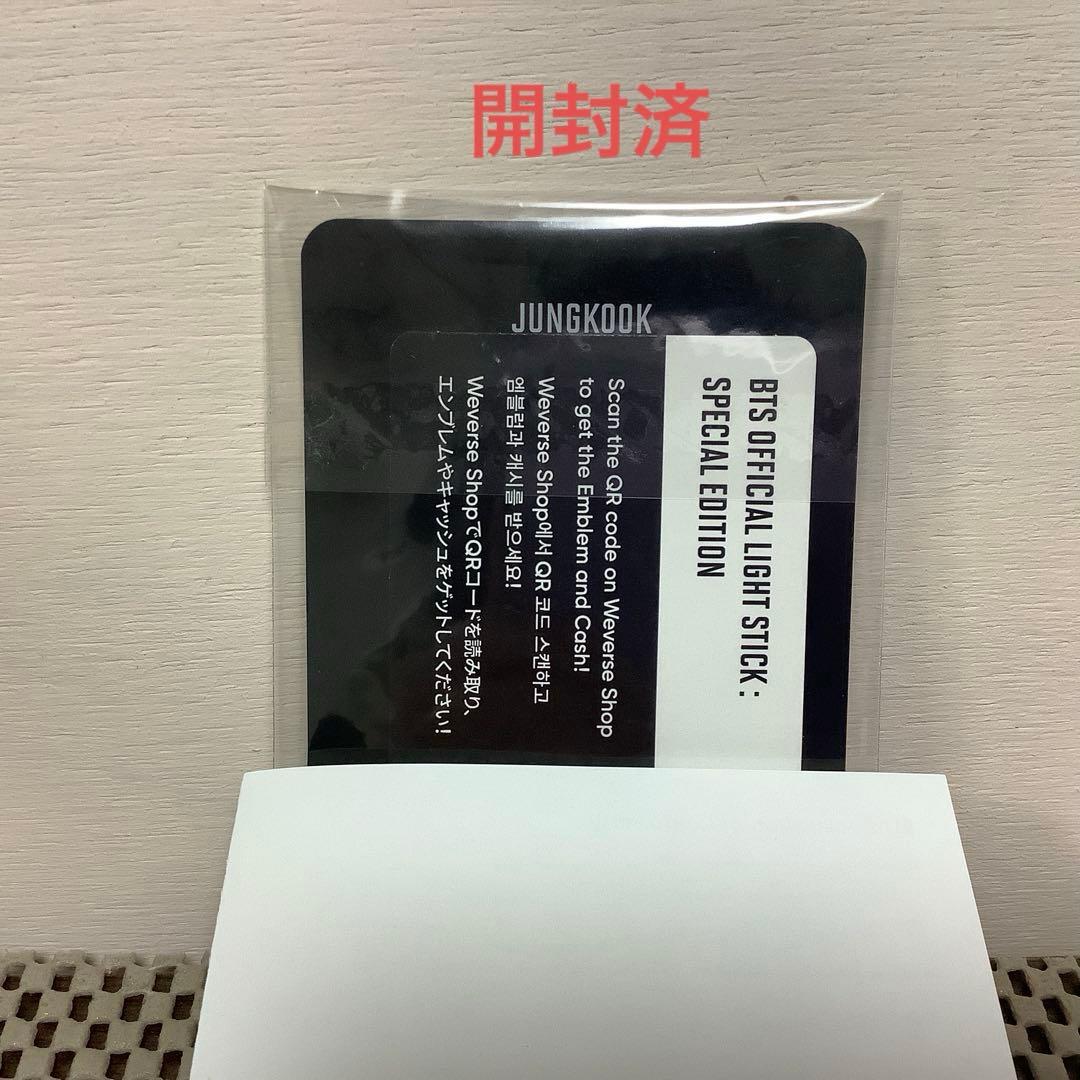 開封済
JUNGKOOK
BTS OFFICIAL LIGHT STICK :
SPECIAL EDITION
Scan the QR code on Weverse Shop
to get the Emblem and Cash!
Weverse Shop에서 QR 코드 스캔하고
엠블럼과 캐시를 받으세요!
Weverse ShopでQRコードを読み取り、
エンブレムやキャッシュをゲットしてください!